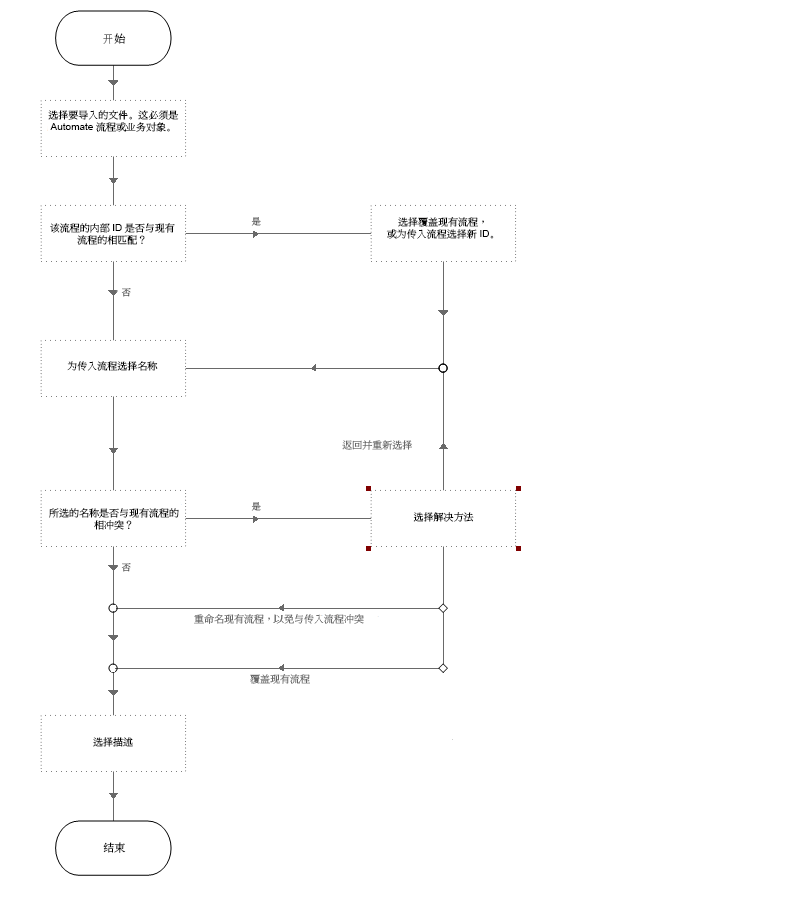 开始
选择要导入的文件。这必须是
Automate 流程或业务对象。
该流程的内部 ID 是否与现有
流程的相匹配？
是
选择覆盖现有流程，
或为传入流程选择新 ID。
否
为传入流程选择名称
返回并重新选择
所选的名称是否与现有流程的
相冲突？
是
选择解决方法
否
重命名现有流程，以免与传入流程冲突
覆盖现有流程
选择描述
结束